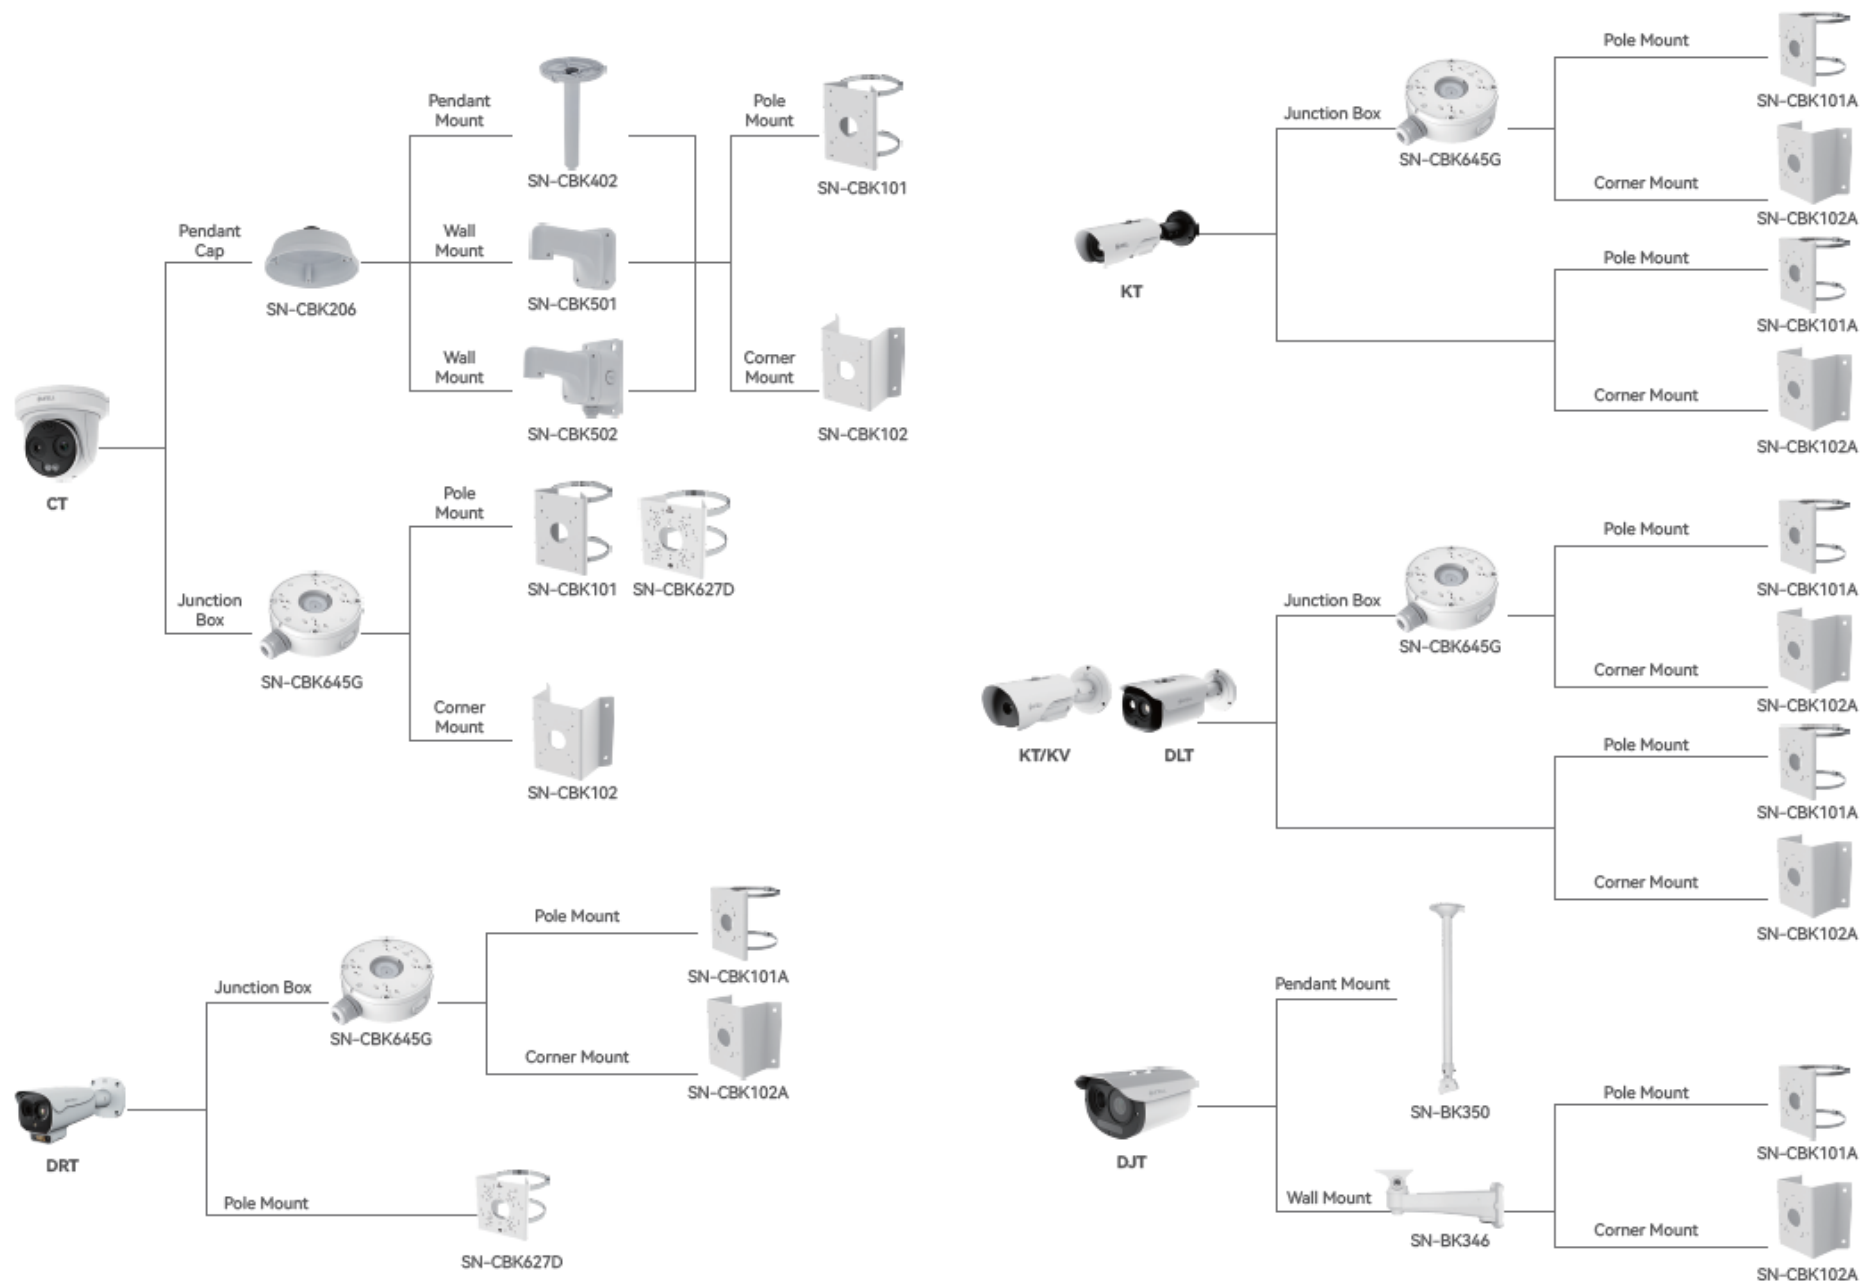 Pendant
Mount
SN-CBK402
Pole
Mount
SN-CBK101
Pendant
Cap
SN-CBK206
Wall
Mount
SN-CBK501
Wall
Mount
SN-CBK502
Corner
Mount
SN-CBK102
CT
Pole
Mount
SN-CBK101
SN-CBK627D
Junction
Box
SN-CBK645G
Corner
Mount
SN-CBK102
Junction Box
SN-CBK645G
Pole Mount
SN-CBK101A
Corner Mount
SN-CBK102A
DRT
Pole Mount
SN-CBK627D
Pole Mount
SN-CBK101A
Junction Box
SN-CBK645G
Corner Mount
SN-CBK102A
KT
Pole Mount
SN-CBK101A
Corner Mount
SN-CBK102A
Pole Mount
SN-CBK101A
Junction Box
SN-CBK645G
Corner Mount
SN-CBK102A
KT/KV
DLT
Pole Mount
SN-CBK101A
Corner Mount
SN-CBK102A
Pendant Mount
SN-BK350
DJT
Wall Mount
SN-BK346
Pole Mount
SN-CBK101A
Corner Mount
SN-CBK102A